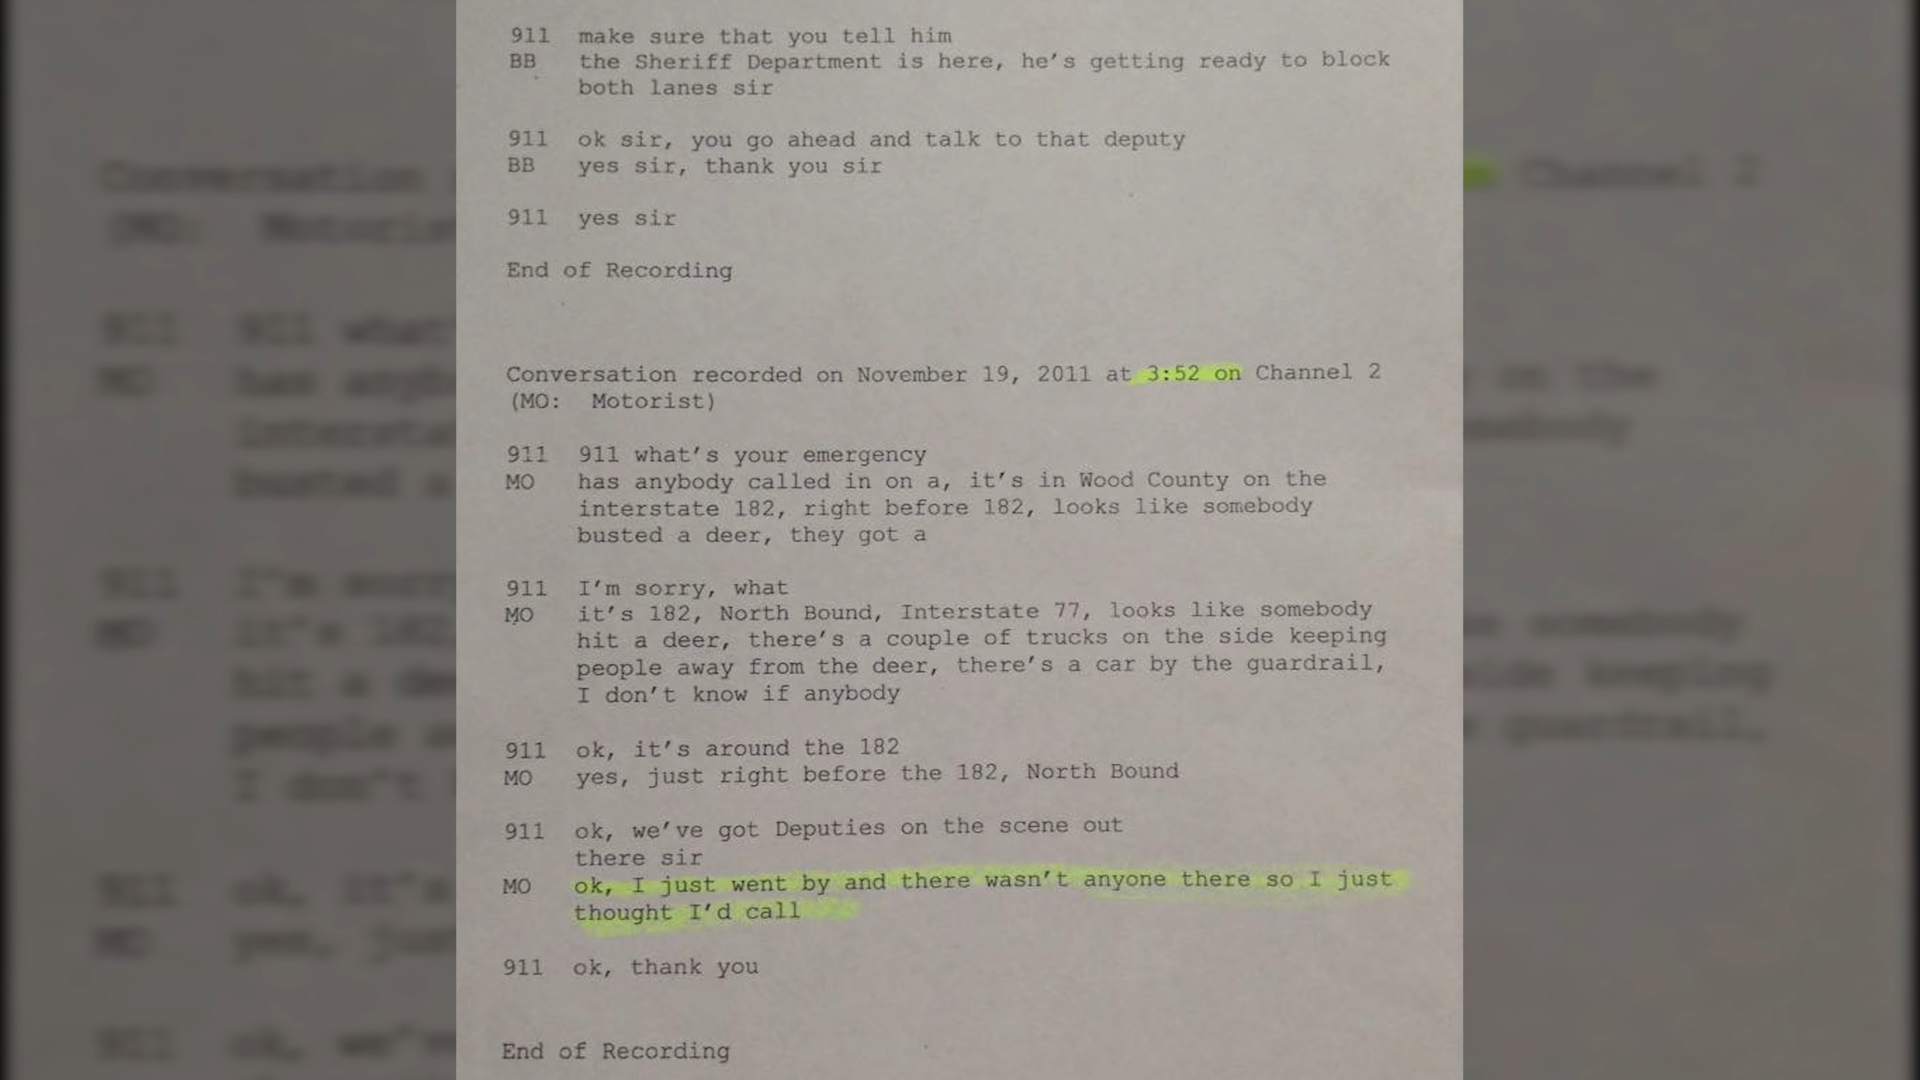 911 make sure that you tell him
BB the Sheriff Department is here, he's getting ready to block
both lanes sir
911 ok sir, you go ahead and talk to that deputy
BB yes sir, thank you sir
911 yes sir
End of Recording
Conversation recorded on November 19, 2011 at 3:52 on Channel 2
(MO: Motorist)
911 911 what's your emergency
MO has anybody called in on a, it's in Wood County on the
interstate 182, right before 182, looks like somebody
busted a deer, they got a
911 I'm sorry, what
MO it's 182, North Bound, Interstate 77, looks like somebody
hit a deer, there's a couple of trucks on the side keeping
people away from the deer, there's a car by the guardrail,
I don't know if anybody
911 ok, it's around the 182
MO yes, just right before the 182, North Bound
911 ok, we've got Deputies on the scene out
there sir
MO ok, I just went by and there wasn't anyone there so I just
thought I'd call
911 ok, thank you
End of Recording